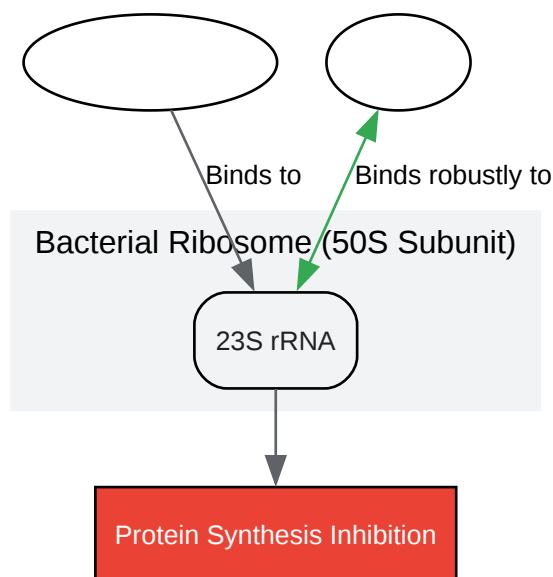 Binds to
Binds robustly to
Bacterial Ribosome (50S Subunit)
23S rRNA
Protein Synthesis Inhibition